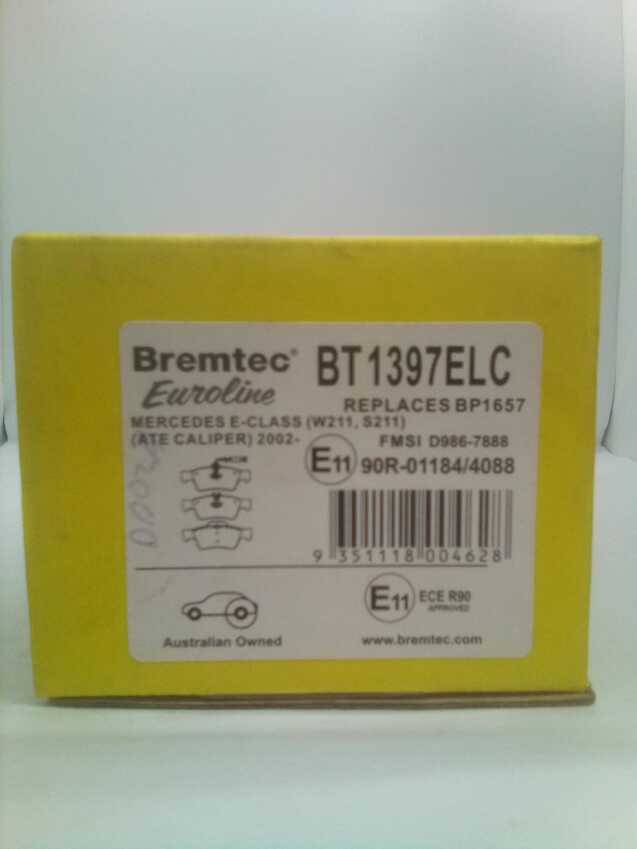 Bremtec® BT1397ELC
Euroline
REPLACES BP1657
MERCEDES E-CLASS (W211, S211)
(ATE CALIPER) 2002- FMSI D986-7888
E11 90R-01184/4088
9 351118 004628
E11 ECE R90
APPROVED
Australian Owned www.bremtec.com